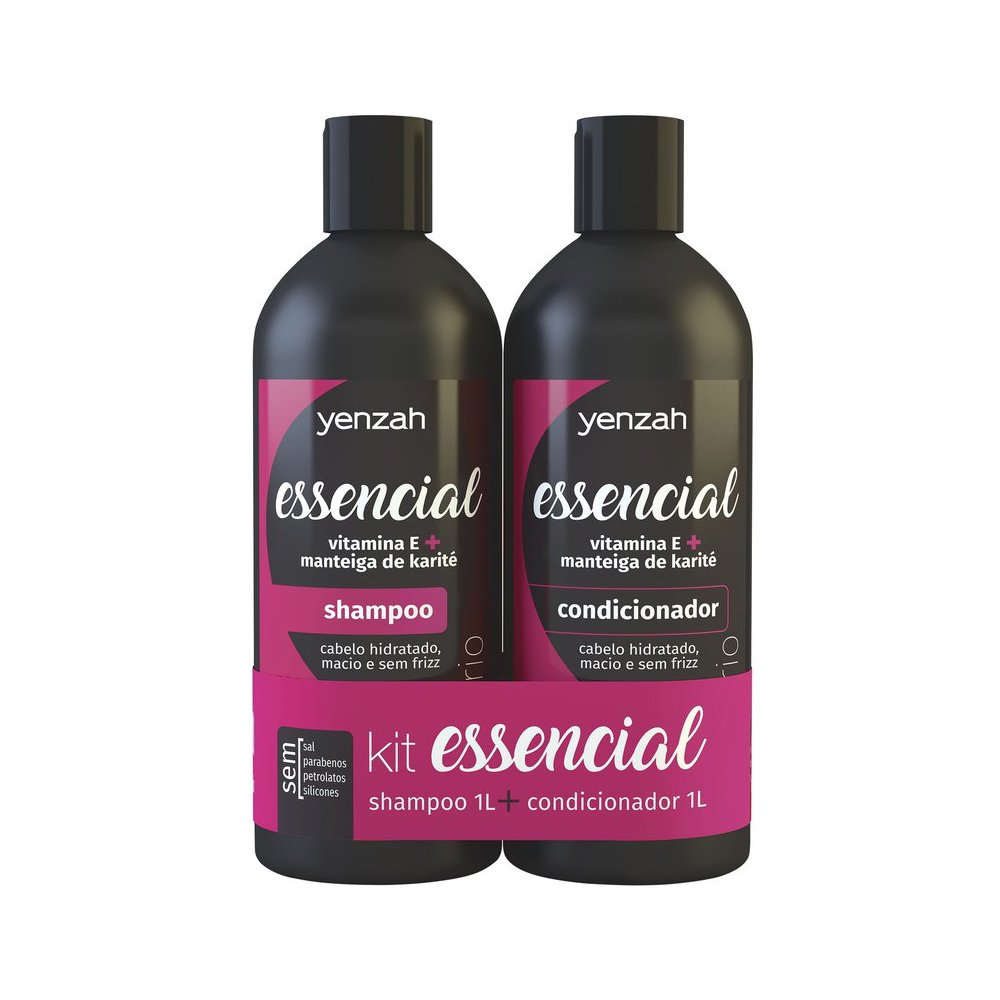 yenzah
essencial
vitamina E +
manteiga de karité
shampoo
cabelo hidratado,
macio e sem frizz
yenzah
essencial
vitamina E +
manteiga de karité
condicionador
cabelo hidratado,
macio e sem frizz
sem
sal
parabenos
petrolatos
silicones
kit essencial
shampoo 1L + condicionador 1L